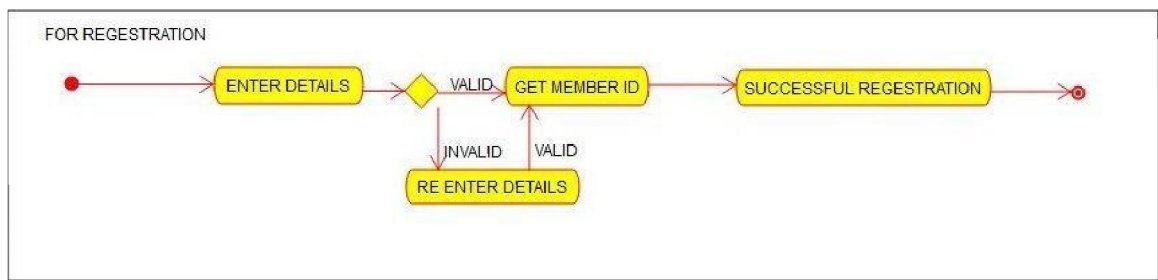 FOR REGESTRATION
ENTER DETAILS
VALID
GET MEMBER ID
SUCCESSFUL REGESTRATION
INVALID
VALID
RE ENTER DETAILS